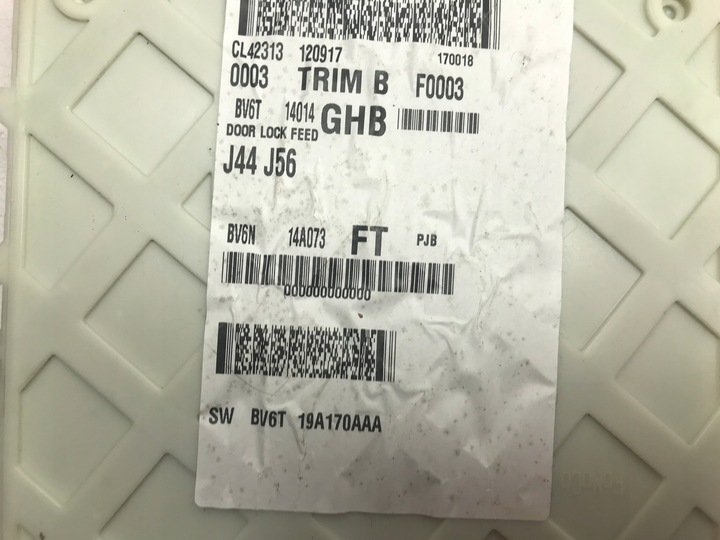 CL42313 120917 170018
0003 TRIM B F0003
BV6T 14014 GHB
DOOR LOCK FEED
J44 J56
BV6N 14A073 FT PJB
000000000000
SW BV6T 19A170AAA